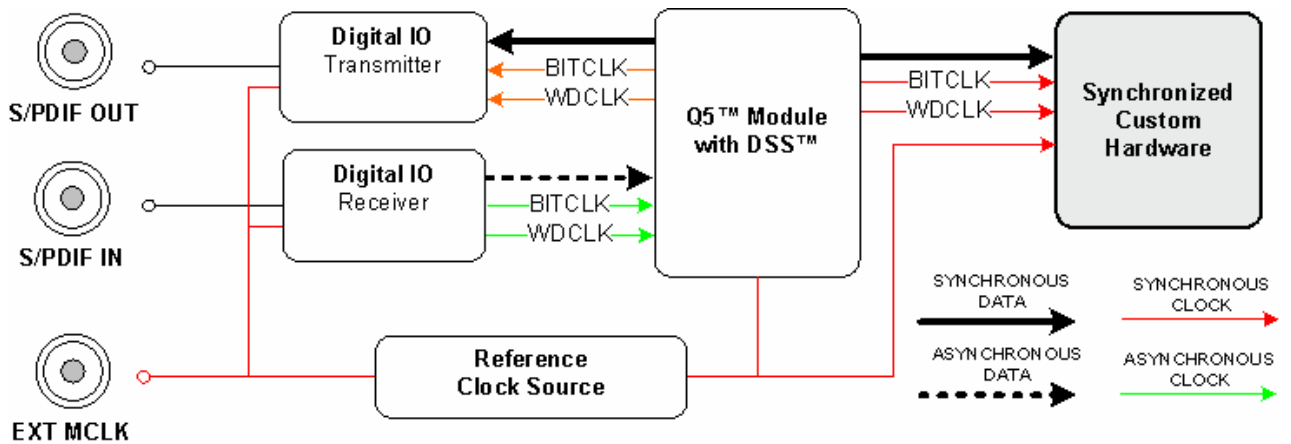 S/PDIF OUT
Digital IO
Transmitter
BITCLK
WDCLK
Q5™ Module
with DSS™
BITCLK
WDCLK
Synchronized
Custom
Hardware
S/PDIF IN
Digital IO
Receiver
BITCLK
WDCLK
EXT MCLK
Reference
Clock Source
SYNCHRONOUS
DATA
SYNCHRONOUS
CLOCK
ASYNCHRONOUS
DATA
ASYNCHRONOUS
CLOCK